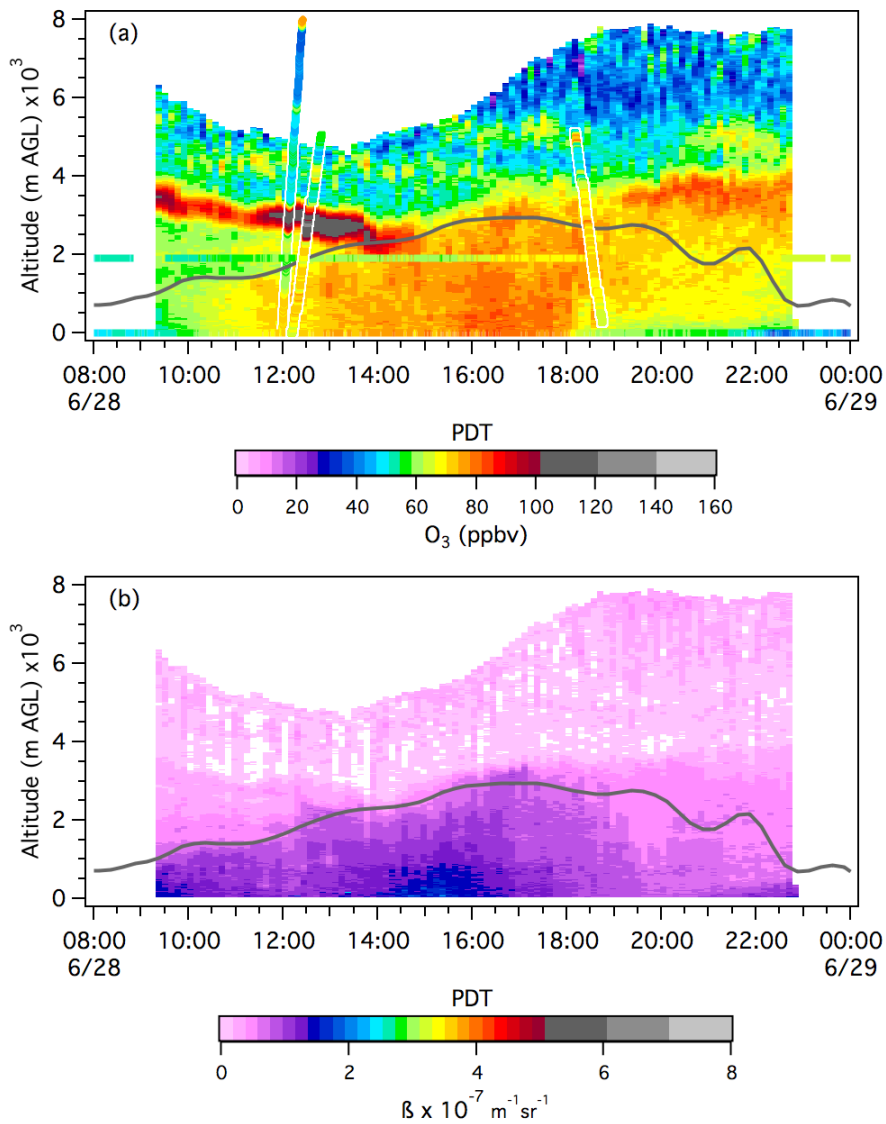 (a)
Altitude (m AGL) x10³
8
6
4
2
0
08:00 10:00 12:00 14:00 16:00 18:00 20:00 22:00 00:00
6/28 6/29
PDT
0 20 40 60 80 100 120 140 160
O₃ (ppbv)
(b)
Altitude (m AGL) x10³
8
6
4
2
0
08:00 10:00 12:00 14:00 16:00 18:00 20:00 22:00 00:00
6/28 6/29
PDT
0 2 4 6 8
ß x 10⁻⁷ m⁻¹sr⁻¹